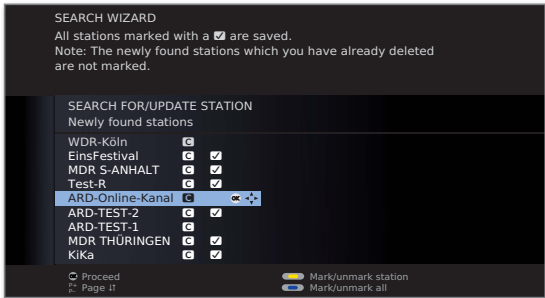 SEARCH WIZARD
All stations marked with a ☑ are saved.
Note: The newly found stations which you have already deleted
are not marked.
SEARCH FOR/UPDATE STATION
Newly found stations
WDR-Köln C
EinsFestival C ✓
MDR S-ANHALT C ✓
Test-R C ✓
ARD-Online-Kanal C OK
ARD-TEST-2 C ✓
ARD-TEST-1 C
MDR THÜRINGEN C ✓
KiKa C ✓
OK Proceed
Mark/unmark station
P+ P- Page ↓↑
Mark/unmark all